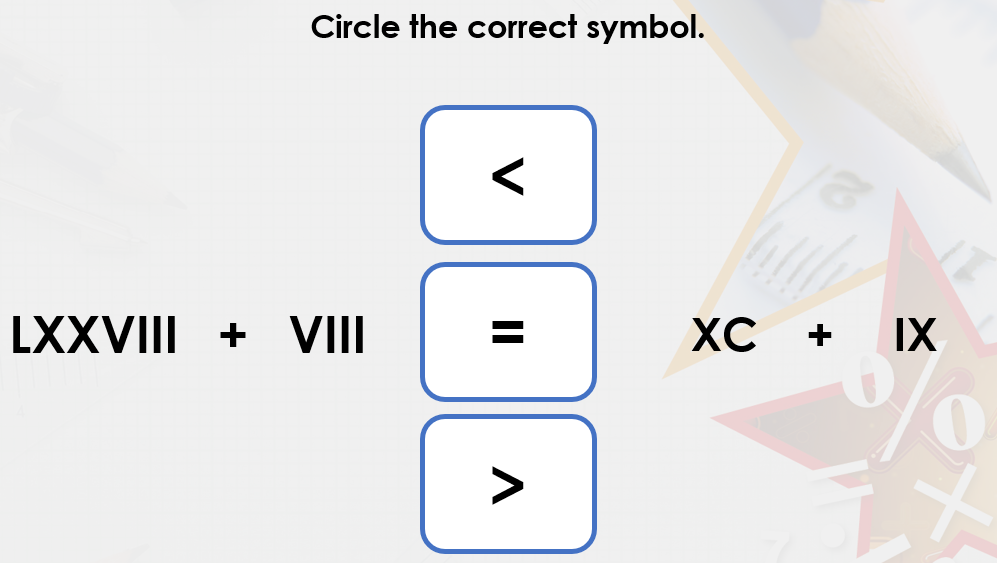 Circle the correct symbol.
<
LXXVIII + VIII = XC + IX
>